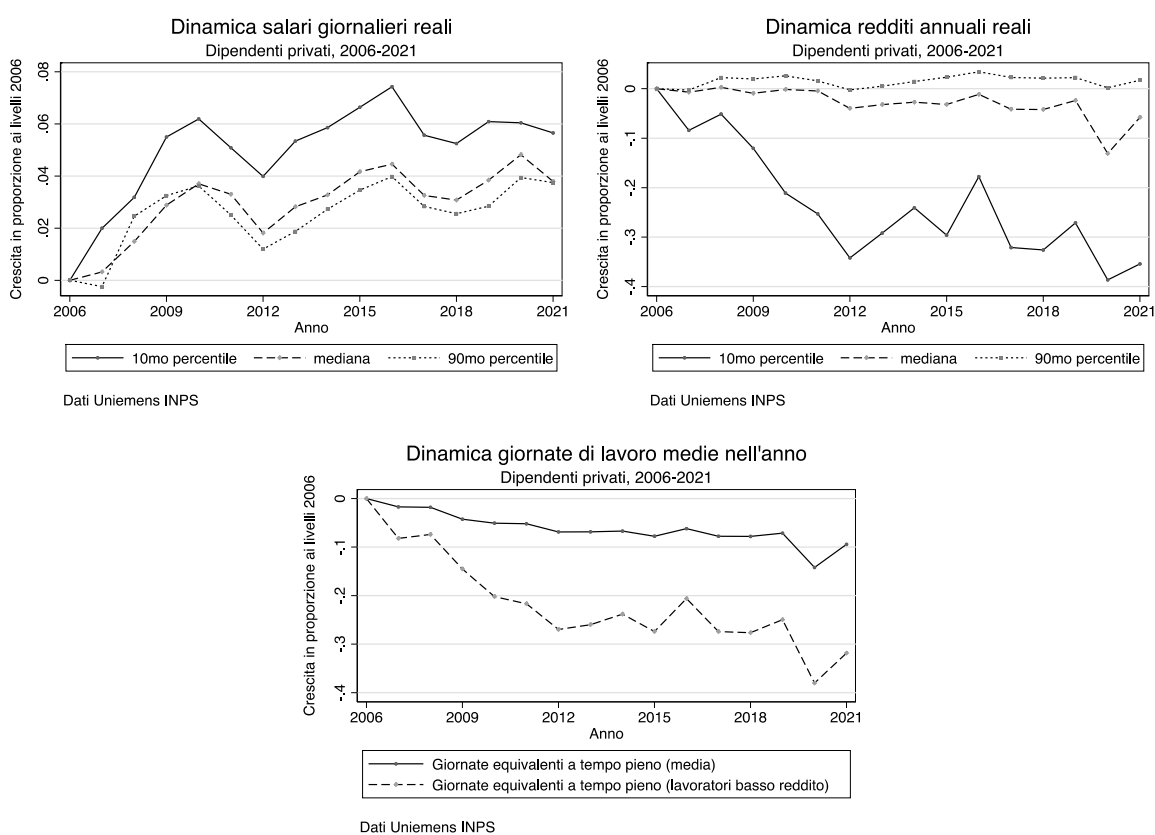 Dinamica salari giornalieri reali
Dipendenti privati, 2006-2021
Crescita in proporzione ai livelli 2006
.08
.06
.04
.02
0
2006 2009 2012 2015 2018 2021
Anno
10mo percentile mediana 90mo percentile
Dati Uniemens INPS
Dinamica redditi annuali reali
Dipendenti privati, 2006-2021
Crescita in proporzione ai livelli 2006
0
-.1
-.2
-.3
-.4
2006 2009 2012 2015 2018 2021
Anno
10mo percentile mediana 90mo percentile
Dati Uniemens INPS
Dinamica giornate di lavoro medie nell'anno
Dipendenti privati, 2006-2021
Crescita in proporzione ai livelli 2006
0
-.1
-.2
-.3
-.4
2006 2009 2012 2015 2018 2021
Anno
Giornate equivalenti a tempo pieno (media)
Giornate equivalenti a tempo pieno (lavoratori basso reddito)
Dati Uniemens INPS